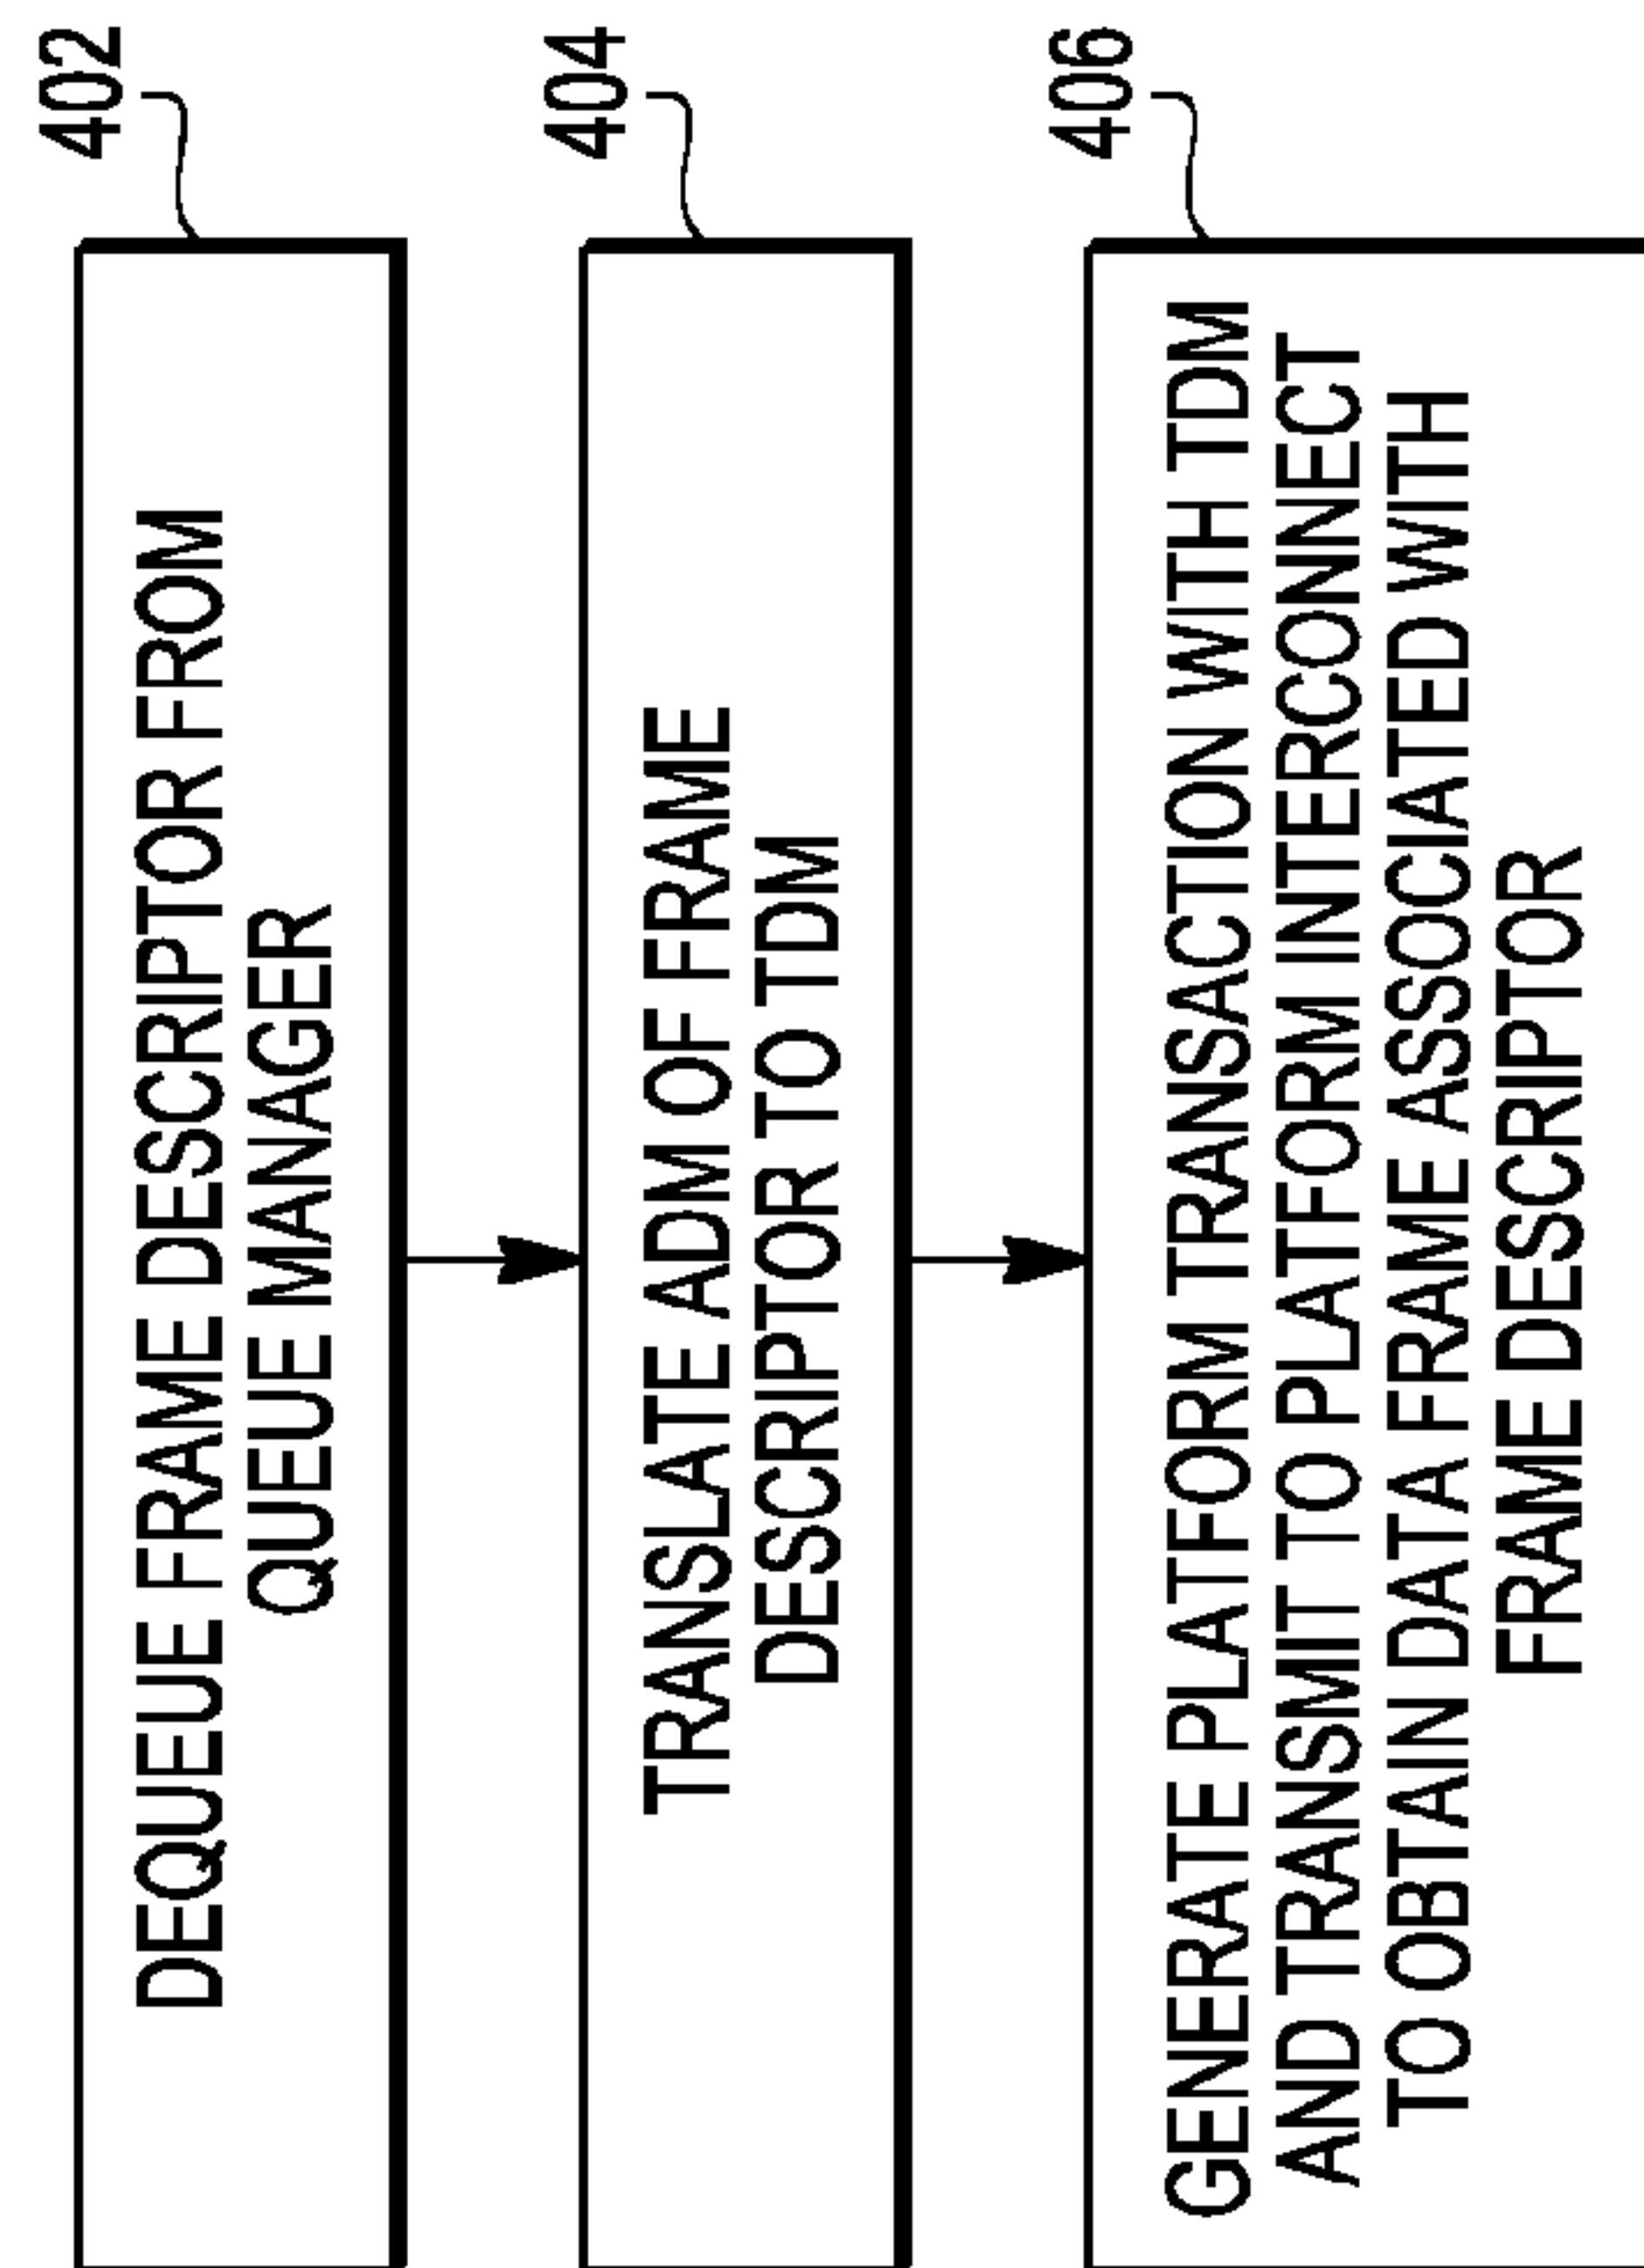 402
DEQUEUE FRAME DESCRIPTOR FROM
QUEUE MANAGER
404
TRANSLATE ADM OF FRAME
DESCRIPTOR TO TDM
406
GENERATE PLATFORM TRANSACTION WITH TDM
AND TRANSMIT TO PLATFORM INTERCONNECT
TO OBTAIN DATA FRAME ASSOCIATED WITH
FRAME DESCRIPTOR